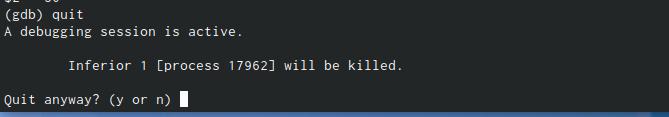 (gdb) quit
A debugging session is active.
Inferior 1 [process 17962] will be killed.
Quit anyway? (y or n)